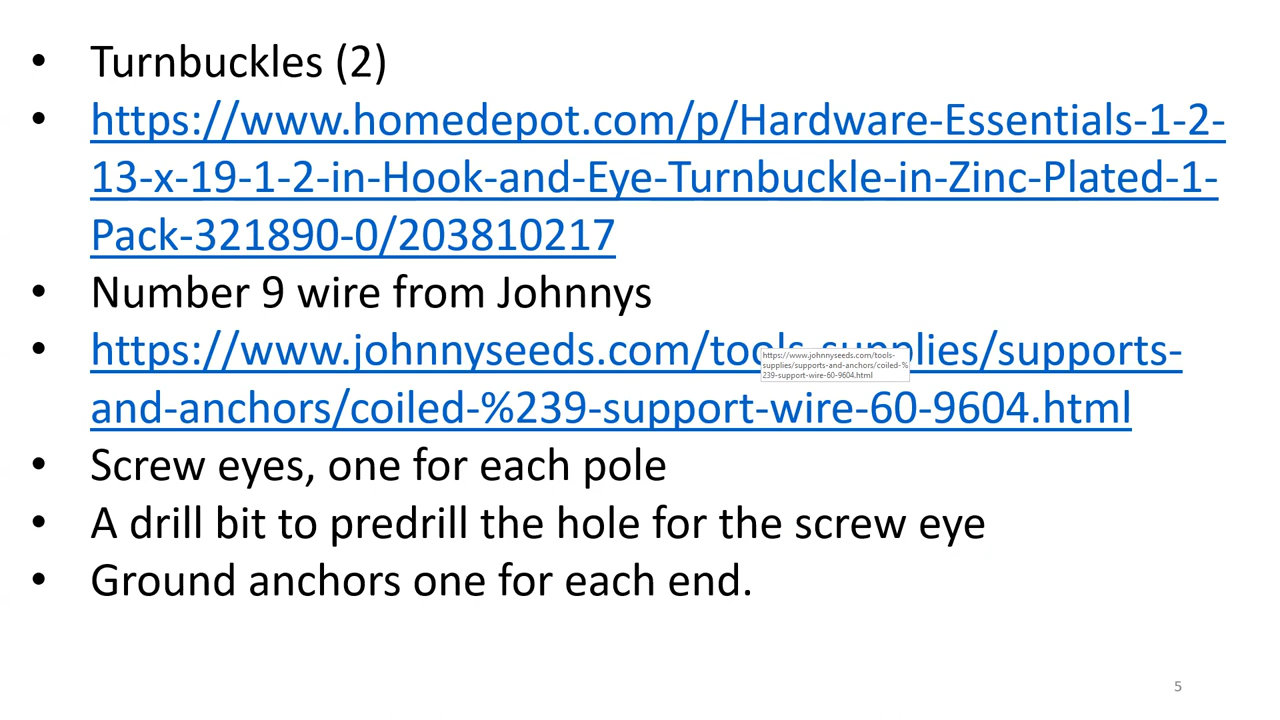 • Turnbuckles (2)
• https://www.homedepot.com/p/Hardware-Essentials-1-2-
13-x-19-1-2-in-Hook-and-Eye-Turnbuckle-in-Zinc-Plated-1-
Pack-321890-0/203810217
• Number 9 wire from Johnnys
• https://www.johnnyseeds.com/tools-supplies/supports-
https://www.johnnyseeds.com/tools-
supplies/supports-and-anchors/coiled-%
239-support-wire-60-9604.html
and-anchors/coiled-%239-support-wire-60-9604.html
• Screw eyes, one for each pole
• A drill bit to predrill the hole for the screw eye
• Ground anchors one for each end.
5